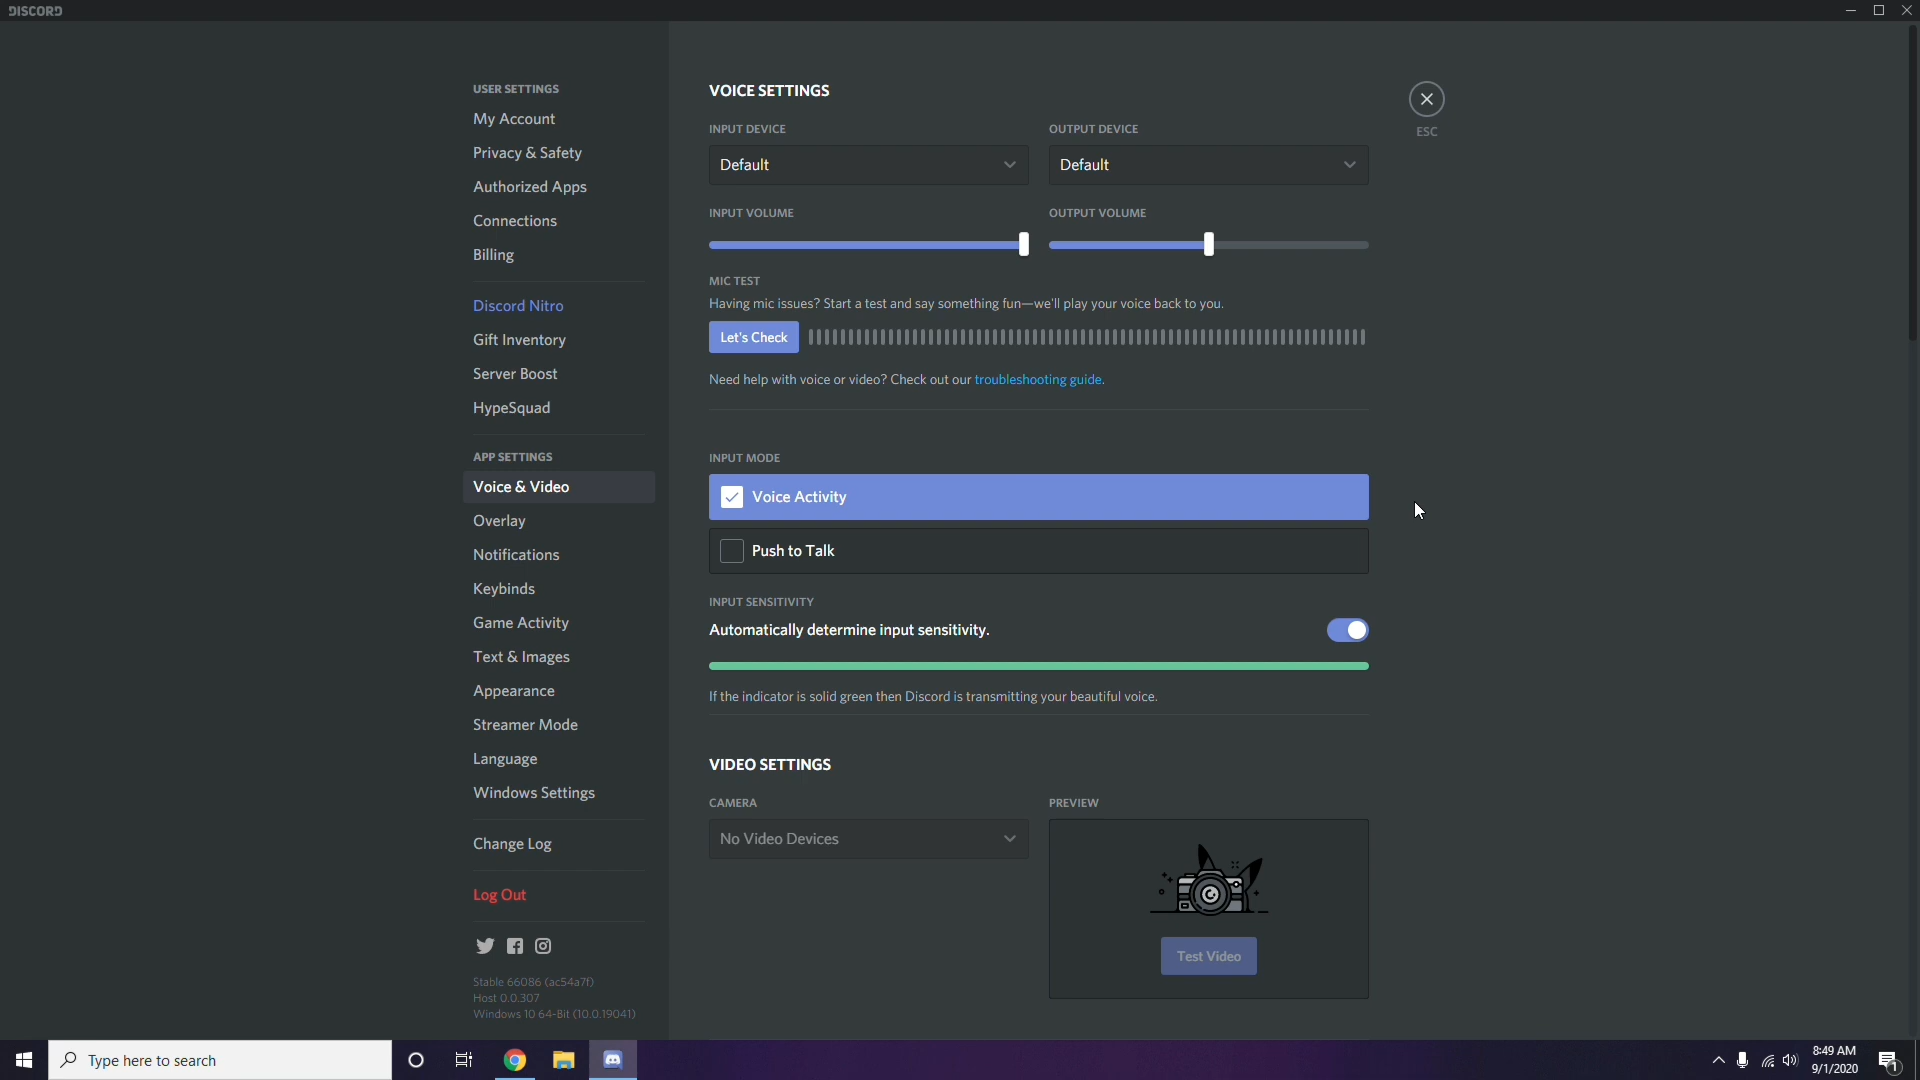 DISCORD
USER SETTINGS
My Account
Privacy & Safety
Authorized Apps
Connections
Billing
Discord Nitro
Gift Inventory
Server Boost
HypeSquad
APP SETTINGS
Voice & Video
Overlay
Notifications
Keybinds
Game Activity
Text & Images
Appearance
Streamer Mode
Language
Windows Settings
Change Log
Log Out
Stable 66086 (ac54a7f)
Host 0.0.307
Windows 10 64-Bit (10.0.19041)
VOICE SETTINGS
INPUT DEVICE
Default
OUTPUT DEVICE
Default
INPUT VOLUME
OUTPUT VOLUME
MIC TEST
Having mic issues? Start a test and say something fun—we'll play your voice back to you.
Let's Check
Need help with voice or video? Check out our troubleshooting guide.
INPUT MODE
Voice Activity
Push to Talk
INPUT SENSITIVITY
Automatically determine input sensitivity.
If the indicator is solid green then Discord is transmitting your beautiful voice.
VIDEO SETTINGS
CAMERA
No Video Devices
PREVIEW
Test Video
ESC
Type here to search
8:49 AM
9/1/2020
1